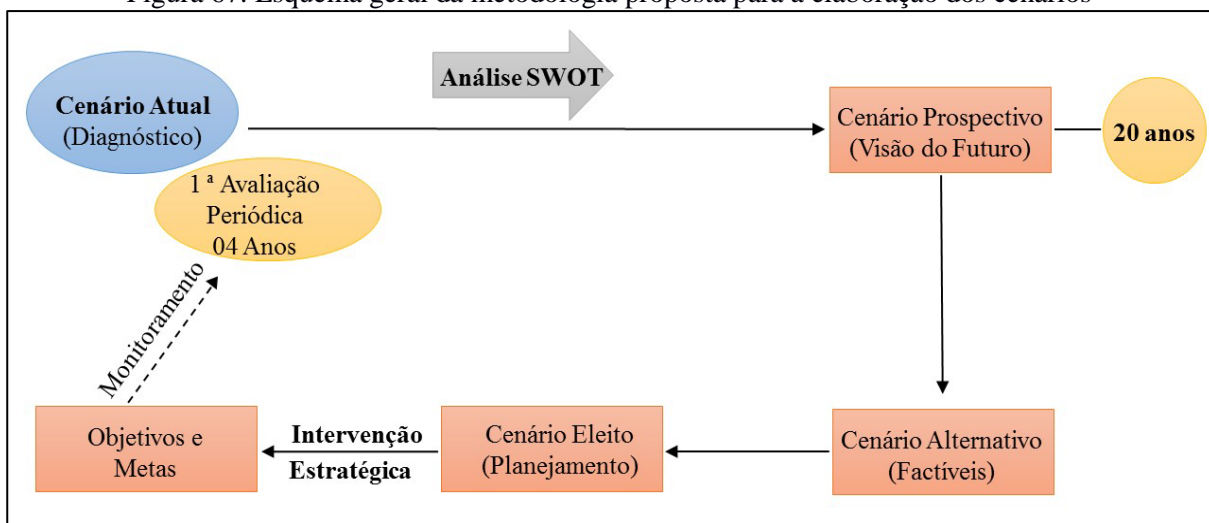 Figura 67. Esquema geral da metodologia proposta para a elaboração dos cenários
Análise SWOT
Cenário Atual
(Diagnóstico)
Cenário Prospectivo
(Visão do Futuro)
20 anos
1 ª Avaliação
Periódica
04 Anos
Monitoramento
Objetivos e
Metas
Intervenção
Estratégica
Cenário Eleito
(Planejamento)
Cenário Alternativo
(Factíveis)